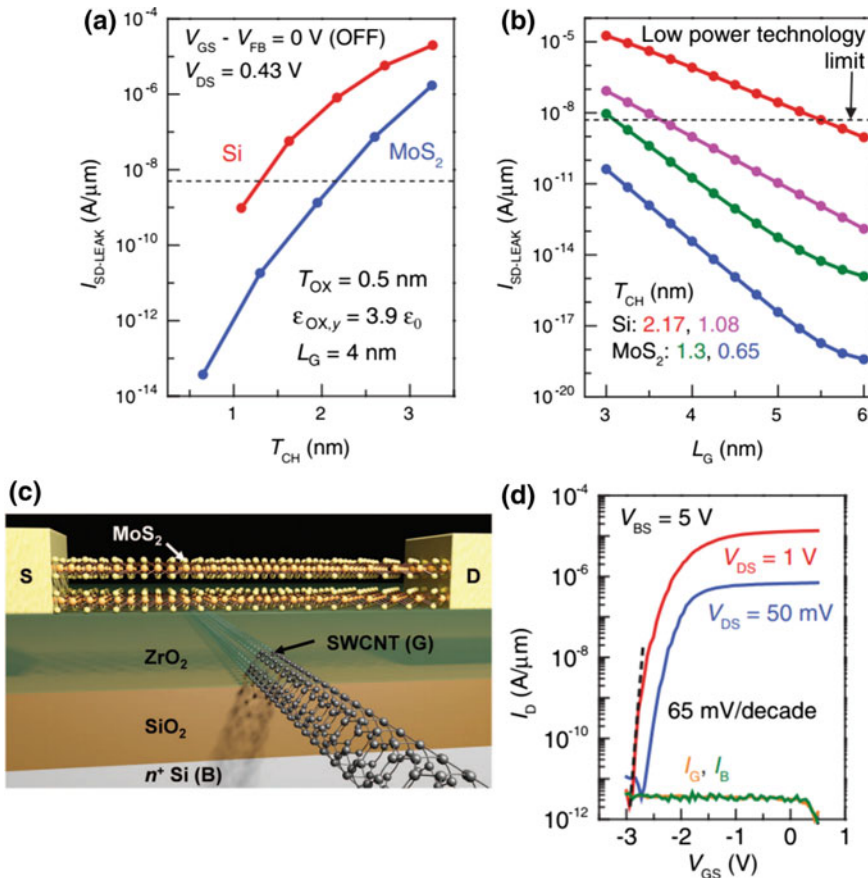 (a)
V_GS - V_FB = 0 V (OFF)
V_DS = 0.43 V
Si
MoS₂
T_OX = 0.5 nm
ε_OX,y = 3.9 ε₀
L_G = 4 nm
I_SD-LEAK (A/μm)
10⁻⁴
10⁻⁶
10⁻⁸
10⁻¹⁰
10⁻¹²
10⁻¹⁴
1
2
3
T_CH (nm)
(b)
Low power technology
limit
T_CH (nm)
Si: 2.17, 1.08
MoS₂: 1.3, 0.65
I_SD-LEAK (A/μm)
10⁻⁵
10⁻⁸
10⁻¹¹
10⁻¹⁴
10⁻¹⁷
10⁻²⁰
3
4
5
6
L_G (nm)
(c)
MoS₂
S
D
SWCNT (G)
ZrO₂
SiO₂
n⁺ Si (B)
(d)
V_BS = 5 V
V_DS = 1 V
V_DS = 50 mV
65 mV/decade
I_G, I_B
I_D (A/μm)
10⁻⁴
10⁻⁶
10⁻⁸
10⁻¹⁰
10⁻¹²
-3
-2
-1
0
V_GS (V)